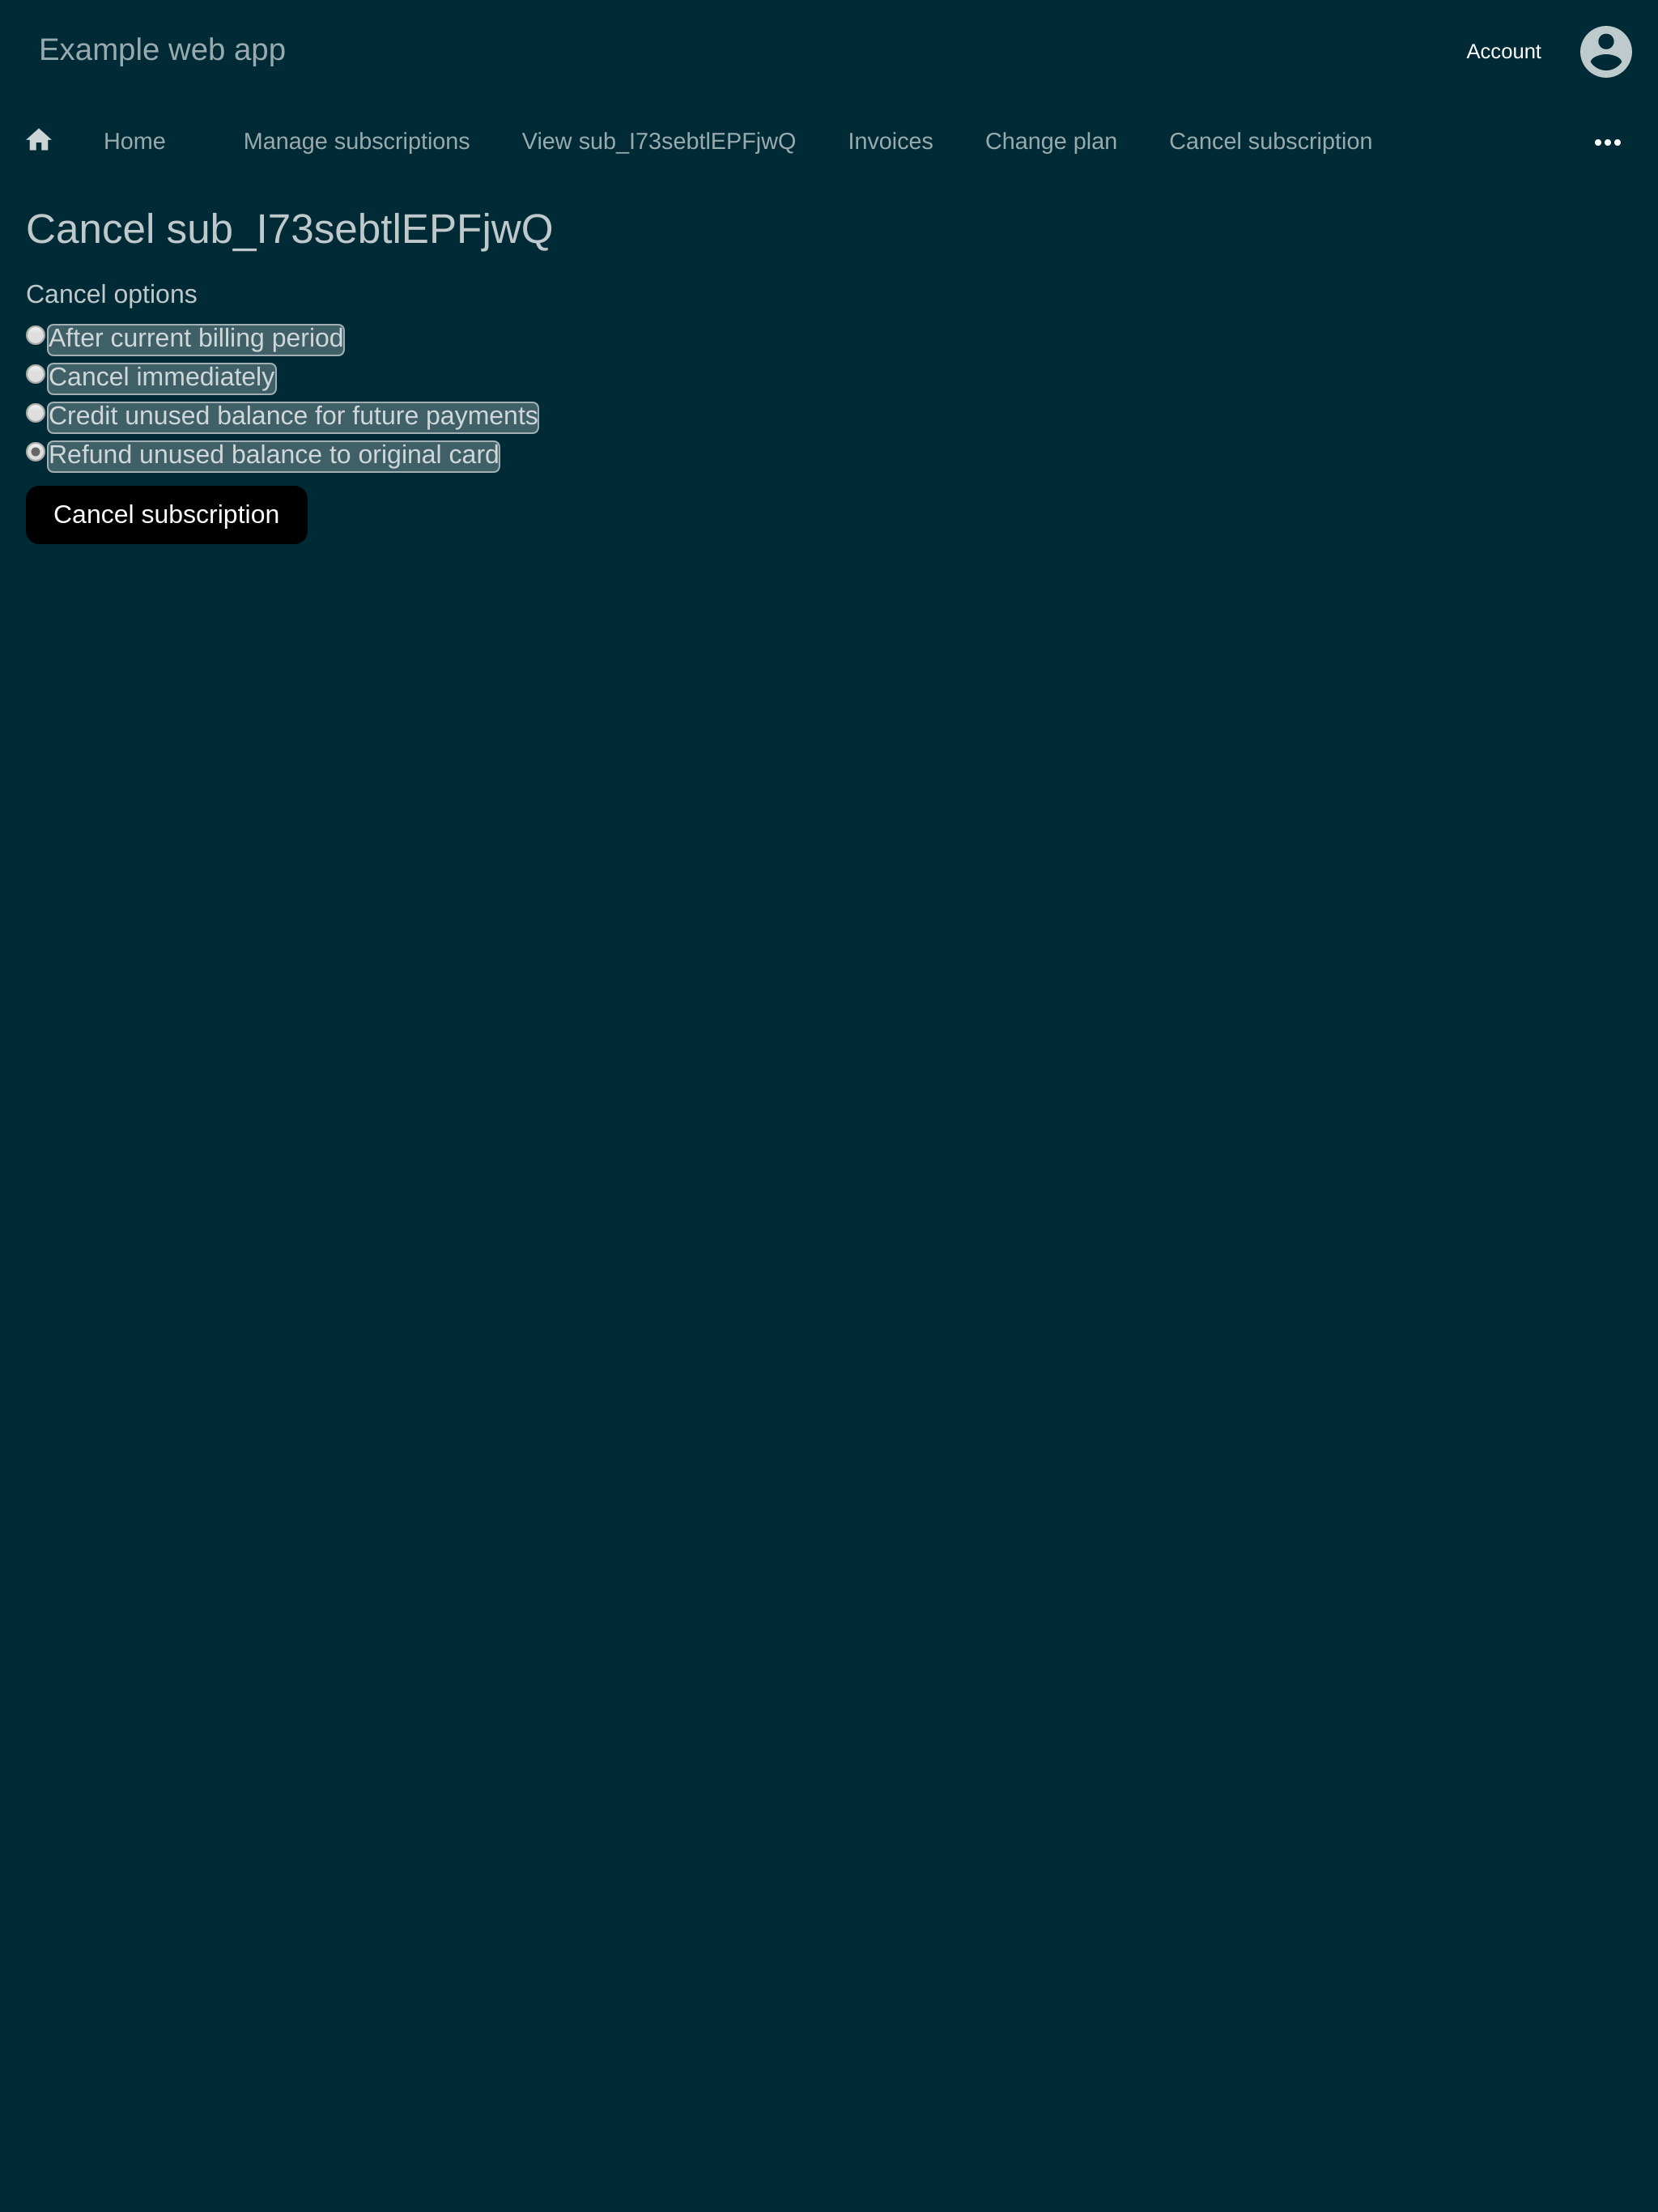 Example web app
Account
Home Manage subscriptions View sub_I73sebtlEPFjwQ Invoices Change plan Cancel subscription
Cancel sub_I73sebtlEPFjwQ
Cancel options
After current billing period
Cancel immediately
Credit unused balance for future payments
Refund unused balance to original card
Cancel subscription